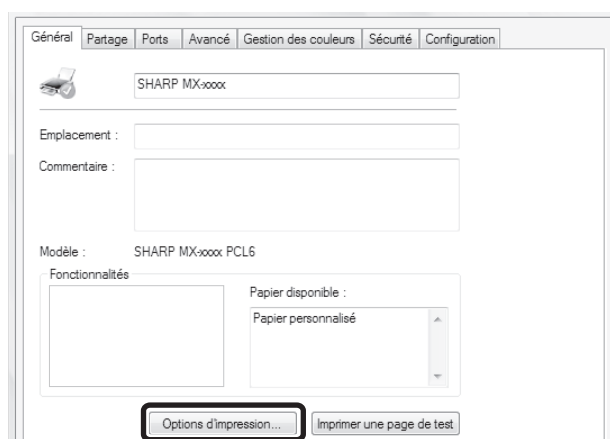 Général Partage Ports Avancé Gestion des couleurs Sécurité Configuration
SHARP MX-xxxx
Emplacement :
Commentaire :
Modèle : SHARP MX-xxxx PCL6
Fonctionnalités
Papier disponible :
Papier personnalisé
Options d'impression... Imprimer une page de test